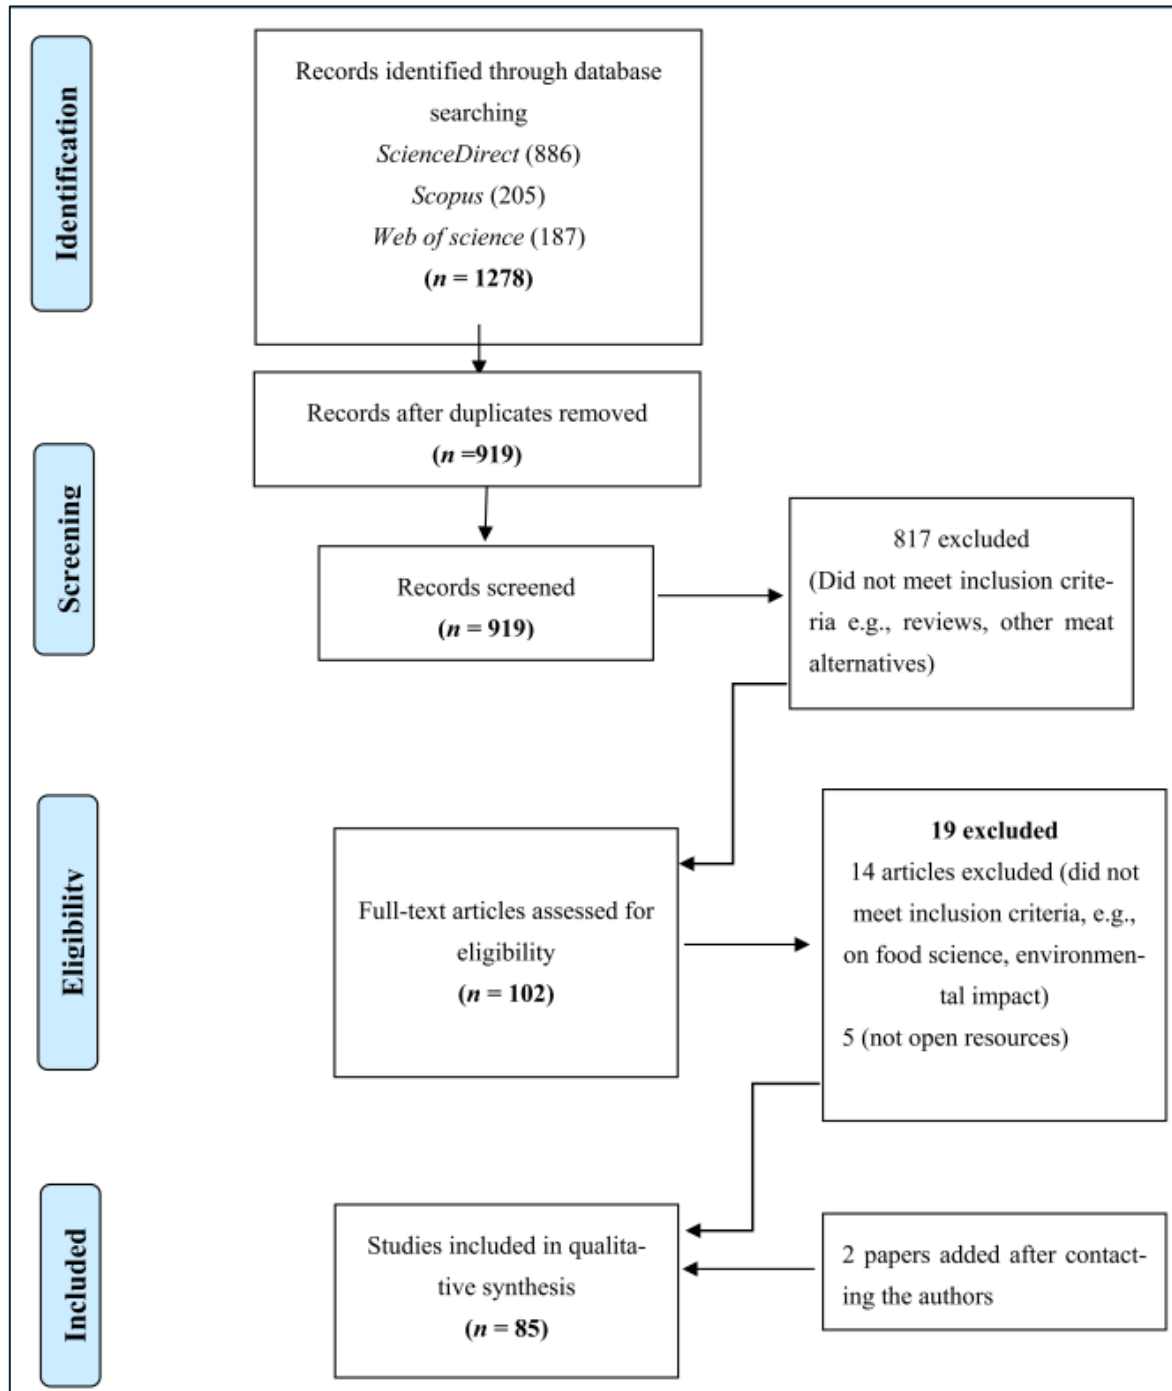 Identification
Records identified through database
searching
ScienceDirect (886)
Scopus (205)
Web of science (187)
(n = 1278)
Records after duplicates removed
(n =919)
Screening
Records screened
(n = 919)
817 excluded
(Did not meet inclusion crite-
ria e.g., reviews, other meat
alternatives)
Eligibility
Full-text articles assessed for
eligibility
(n = 102)
19 excluded
14 articles excluded (did not
meet inclusion criteria, e.g.,
on food science, environmen-
tal impact)
5 (not open resources)
Included
Studies included in qualita-
tive synthesis
(n = 85)
2 papers added after contact-
ing the authors